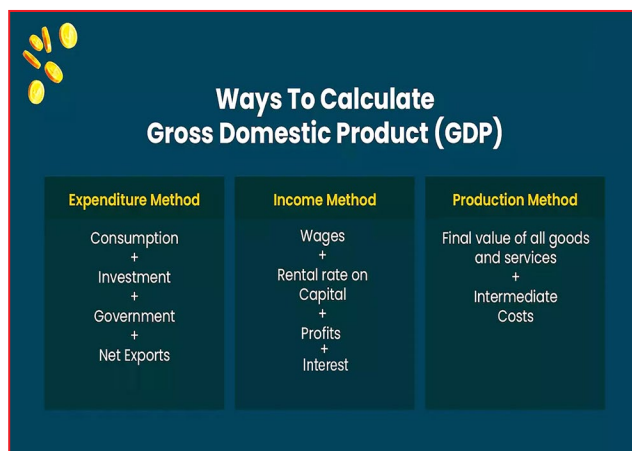 Ways To Calculate
Gross Domestic Product (GDP)
Expenditure Method
Consumption
+
Investment
+
Government
+
Net Exports
Income Method
Wages
+
Rental rate on
Capital
+
Profits
+
Interest
Production Method
Final value of all goods
and services
+
Intermediate
Costs